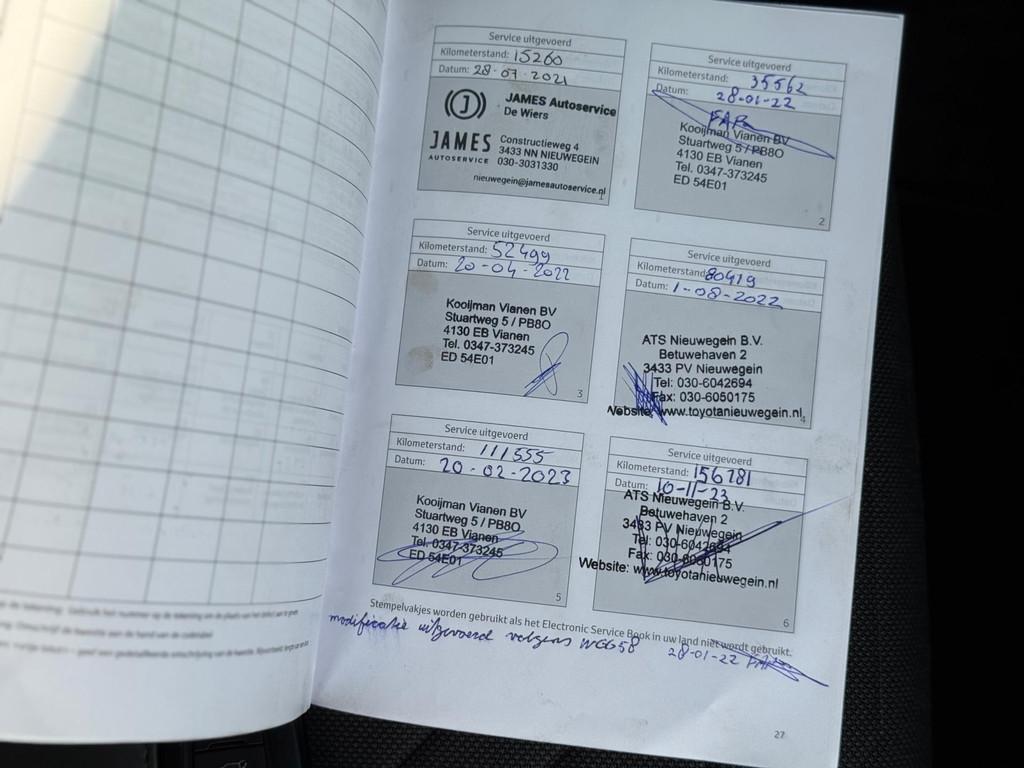 Service uitgevoerd
Kilometerstand: 15260
Datum: 28-07-2021
JAMES Autoservice
De Wiers
JAMES
AUTOSERVICE
Constructieweg 4
3433 NN NIEUWEGEIN
030-3031330
nieuwegein@jamesautoservice.nl
1
Service uitgevoerd
Kilometerstand: 35562
Datum: 28-01-22
Kooijman Vianen BV
Stuartweg 5 / PB8O
4130 EB Vianen
Tel. 0347-373245
ED 54E01
2
Service uitgevoerd
Kilometerstand: 52499
Datum: 20-04-2022
Kooijman Vianen BV
Stuartweg 5 / PB8O
4130 EB Vianen
Tel. 0347-373245
ED 54E01
3
Service uitgevoerd
Kilometerstand: 80419
Datum: 1-08-2022
ATS Nieuwegein B.V.
Betuwehaven 2
3433 PV Nieuwegein
Tel: 030-6042694
Fax: 030-6050175
Website: www.toyotanieuwegein.nl
4
Service uitgevoerd
Kilometerstand: 111555
Datum: 20-02-2023
Kooijman Vianen BV
Stuartweg 5 / PB8O
4130 EB Vianen
Tel. 0347-373245
ED 54E01
5
Service uitgevoerd
Kilometerstand: 156781
Datum: 10-11-23
ATS Nieuwegein B.V.
Betuwehaven 2
3433 PV Nieuwegein
Tel: 030-6042694
Fax: 030-6050175
Website: www.toyotanieuwegein.nl
6
Stempelvakjes worden gebruikt als het Electronic Service Book in uw land niet wordt gebruikt.
modificatie uitgevoerd volgens WGG58 28-01-22
27